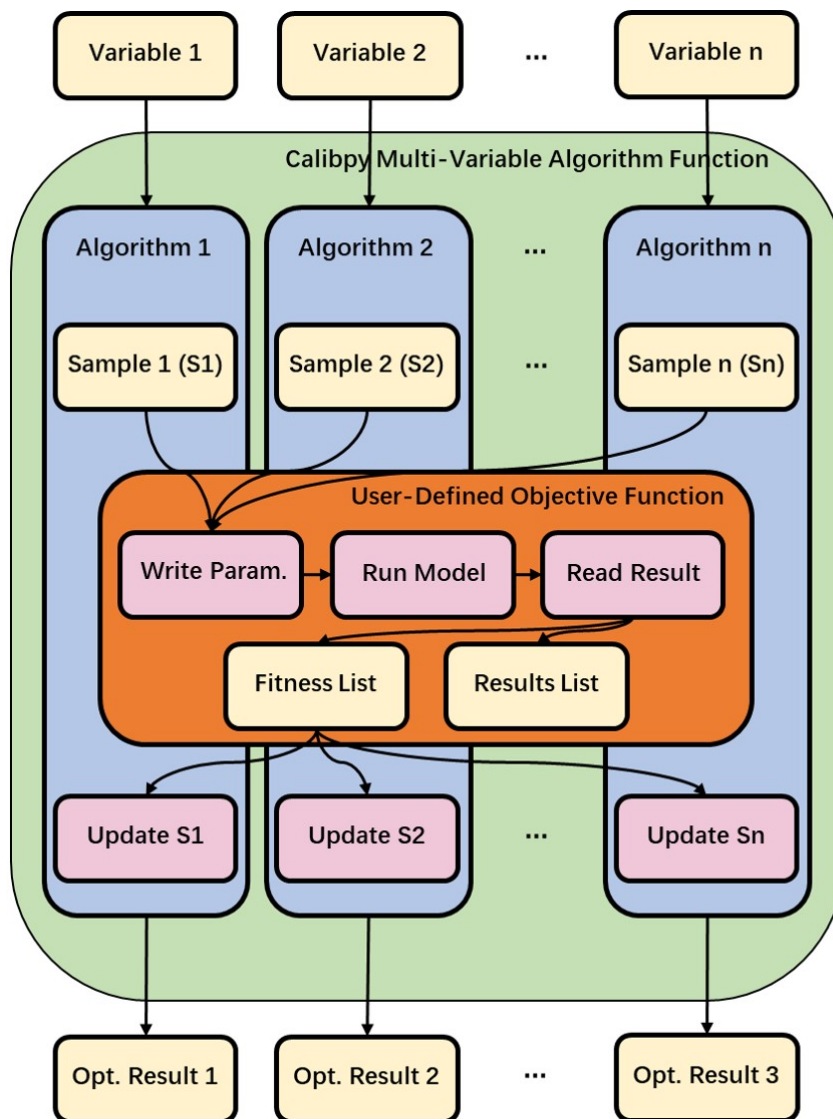 Variable 1
Variable 2
...
Variable n
Calibpy Multi-Variable Algorithm Function
Algorithm 1
Algorithm 2
...
Algorithm n
Sample 1 (S1)
Sample 2 (S2)
...
Sample n (Sn)
User-Defined Objective Function
Write Param.
Run Model
Read Result
Fitness List
Results List
Update S1
Update S2
...
Update Sn
Opt. Result 1
Opt. Result 2
...
Opt. Result 3